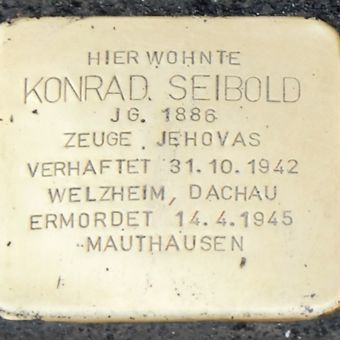 HIER WOHNTE
KONRAD SEIBOLD
JG. 1886
ZEUGE JEHOVAS
VERHAFTET 31.10.1942
WELZHEIM, DACHAU
ERMORDET 14.4.1945
MAUTHAUSEN